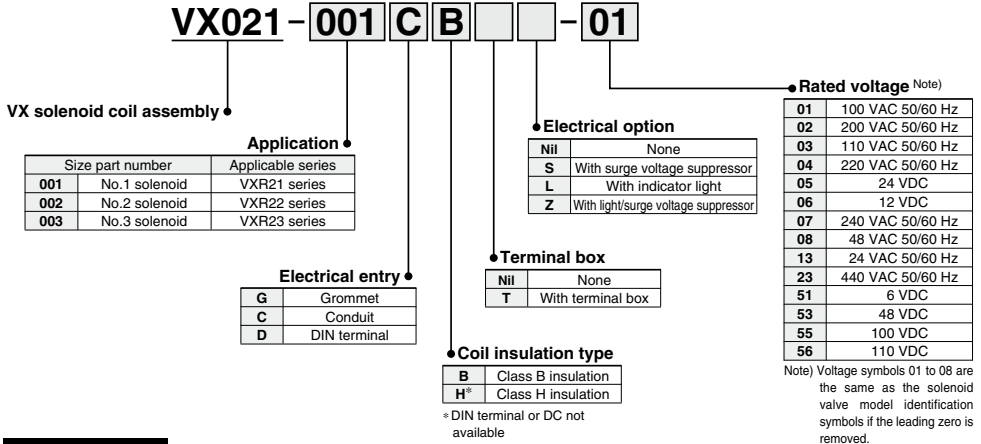 VX021-001CB-01
VX solenoid coil assembly
Application
Size part number Applicable series
001 No.1 solenoid VXR21 series
002 No.2 solenoid VXR22 series
003 No.3 solenoid VXR23 series
Electrical entry
G Grommet
C Conduit
D DIN terminal
Coil insulation type
B Class B insulation
H* Class H insulation
* DIN terminal or DC not
available
Terminal box
Nil None
T With terminal box
Electrical option
Nil None
S With surge voltage suppressor
L With indicator light
Z With light/surge voltage suppressor
Rated voltage Note)
01 100 VAC 50/60 Hz
02 200 VAC 50/60 Hz
03 110 VAC 50/60 Hz
04 220 VAC 50/60 Hz
05 24 VDC
06 12 VDC
07 240 VAC 50/60 Hz
08 48 VAC 50/60 Hz
13 24 VAC 50/60 Hz
23 440 VAC 50/60 Hz
51 6 VDC
53 48 VDC
55 100 VDC
56 110 VDC
Note) Voltage symbols 01 to 08 are
the same as the solenoid
valve model identification
symbols if the leading zero is
removed.